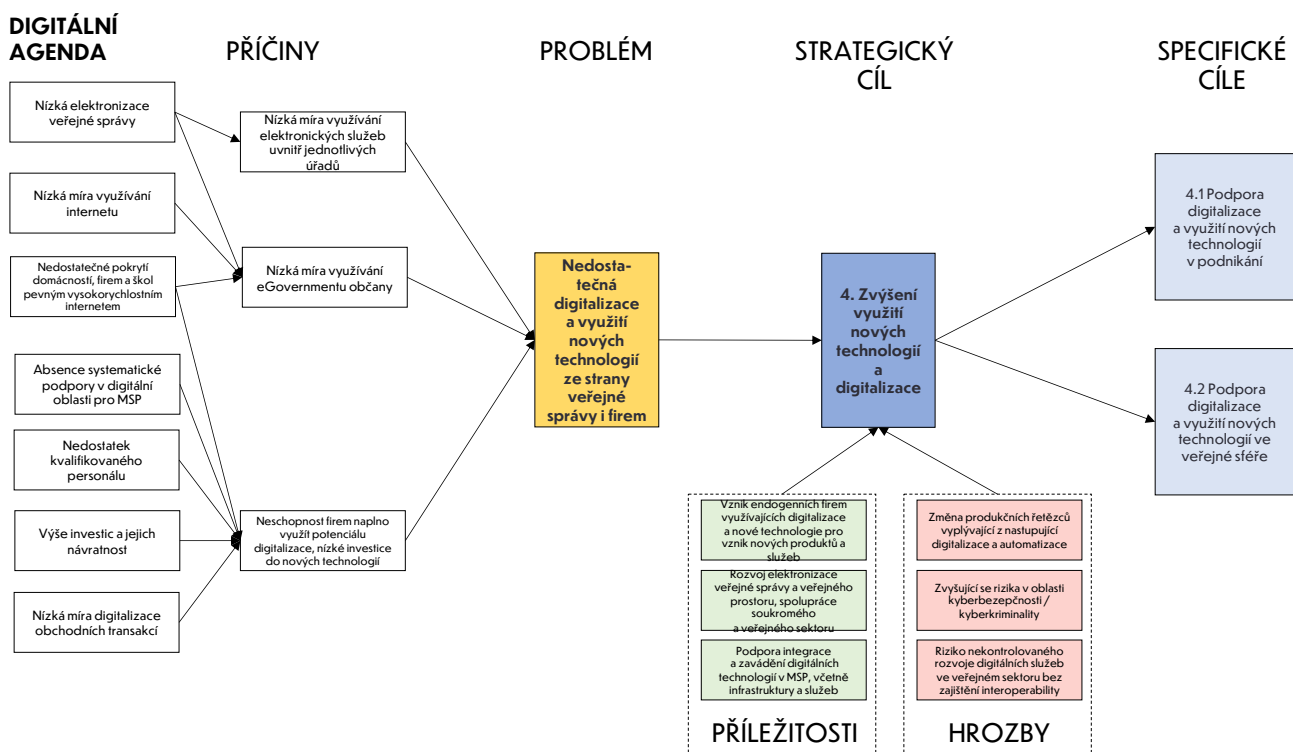 DIGITÁLNÍ
AGENDA
PŘÍČINY
PROBLÉM
STRATEGICKÝ
CÍL
SPECIFICKÉ
CÍLE
Nízká elektronizace
veřejné správy
Nízká míra využívání
internetu
Nedostatečné pokrytí
domácností, firem a škol
pevným vysokorychlostním
internetem
Absence systematické
podpory v digitální
oblasti pro MSP
Nedostatek
kvalifikovaného
personálu
Výše investic a jejich
návratnost
Nízká míra digitalizace
obchodních transakcí
Nízká míra využívání
elektronických služeb
uvnitř jednotlivých
úřadů
Nízká míra využívání
eGovernmentu občany
Neschopnost firem naplno
využít potenciálu
digitalizace, nízké investice
do nových technologií
Nedosta-
tečná
digitalizace
a využití
nových
technologií
ze strany
veřejné
správy i firem
4. Zvýšení
využití
nových
technologií
a
digitalizace
4.1 Podpora
digitalizace
a využití nových
technologií
v podnikání
4.2 Podpora
digitalizace
a využití nových
technologií ve
veřejné sféře
Vznik endogenních firem
využívajících digitalizace
a nové technologie pro
vznik nových produktů a
služeb
Rozvoj elektronizace
veřejné správy a veřejného
prostoru, spolupráce
soukromého
a veřejného sektoru
Podpora integrace
a zavádění digitálních
technologií v MSP, včetně
infrastruktury a služeb
PŘÍLEŽITOSTI
Změna produkčních řetězců
vyplývající z nastupující
digitalizace a automatizace
Zvyšující se rizika v oblasti
kyberbezepčnosti /
kyberkriminality
Riziko nekontrolovaného
rozvoje digitálních služeb
ve veřejném sektoru bez
zajištění interoperability
HROZBY